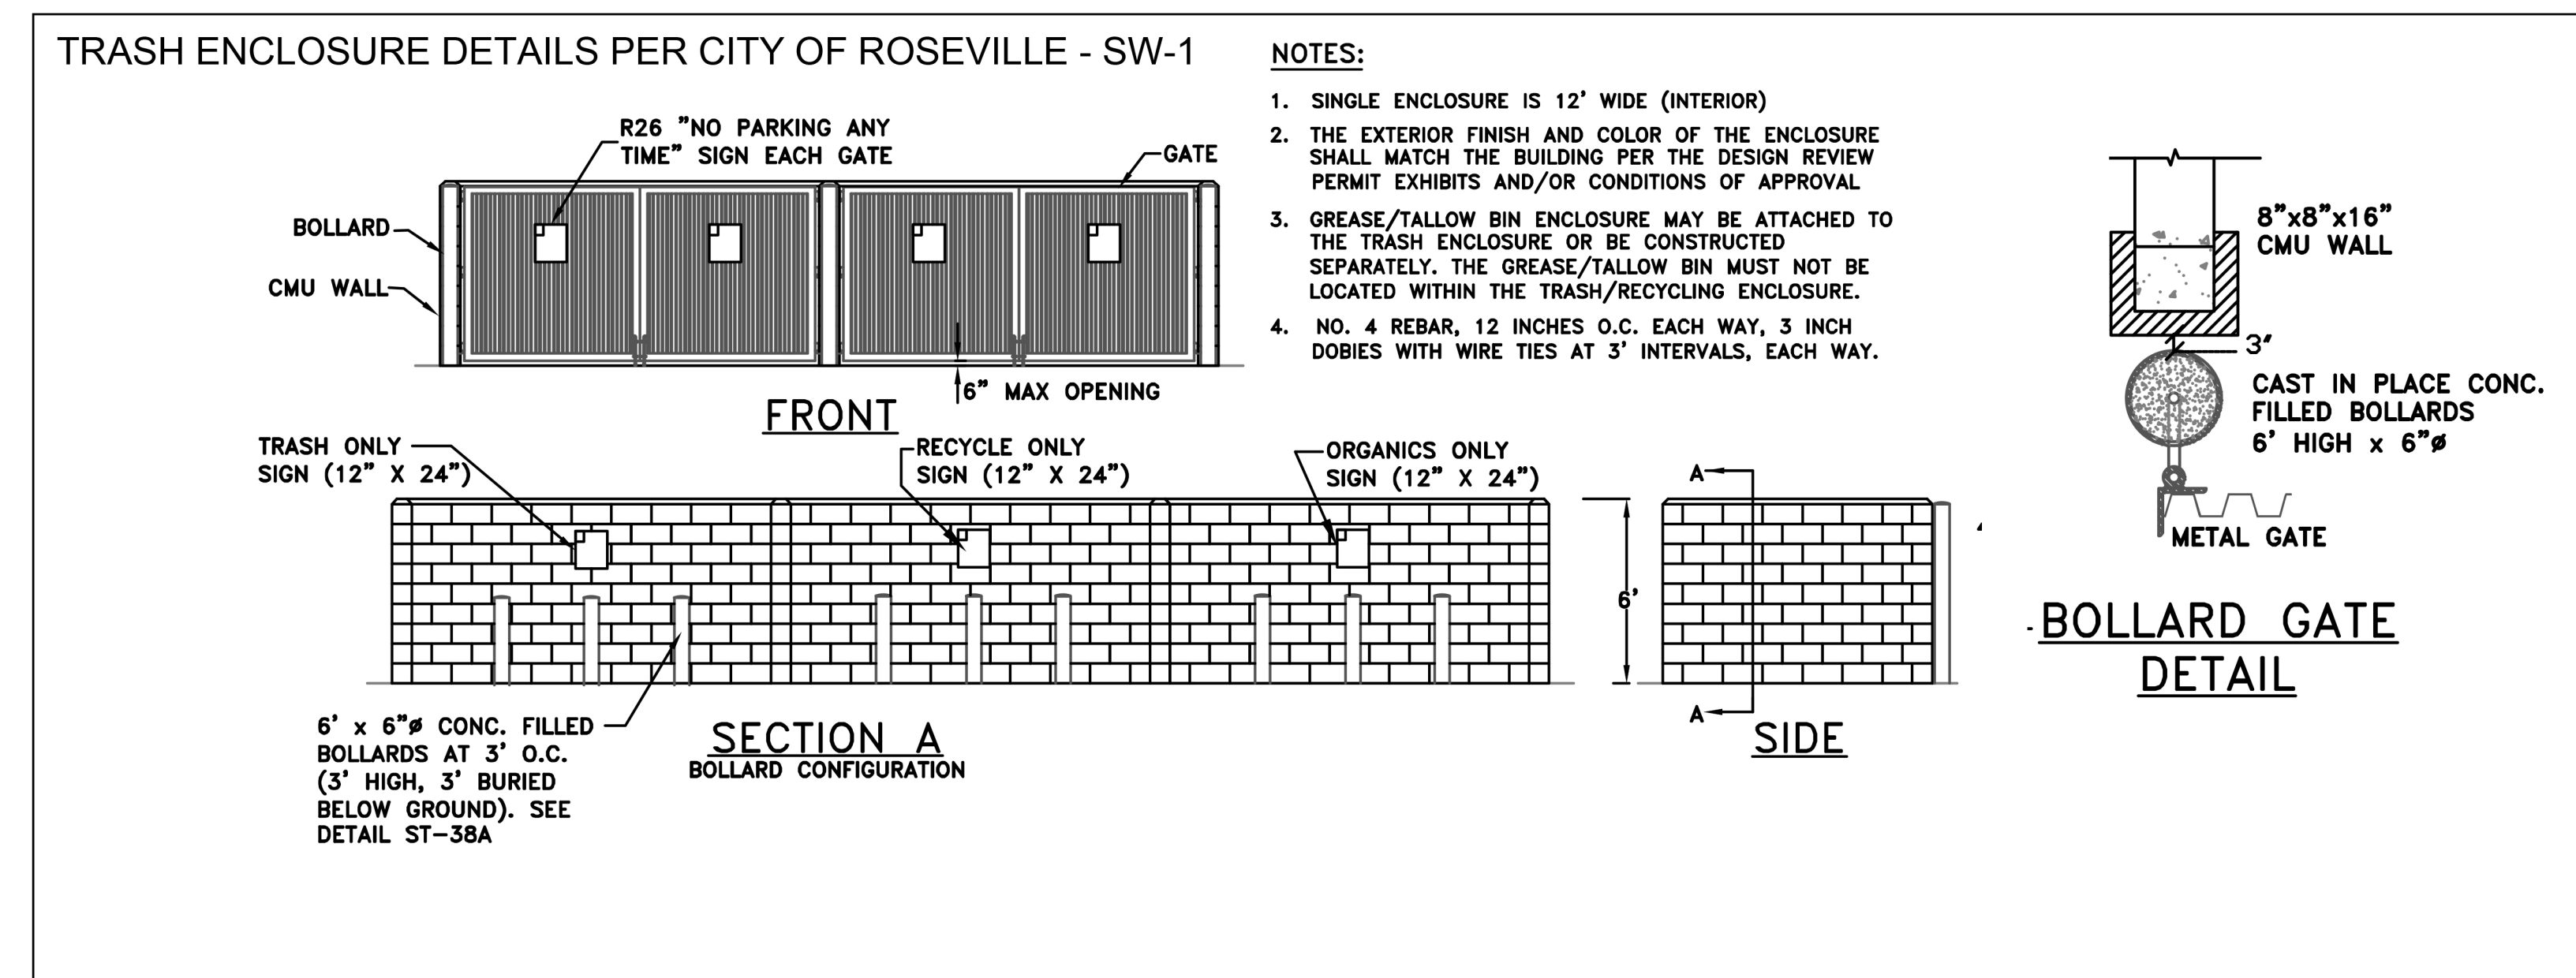 TRASH ENCLOSURE DETAILS PER CITY OF ROSEVILLE - SW-1
R26 "NO PARKING ANY
TIME" SIGN EACH GATE
GATE
BOLLARD
CMU WALL
6" MAX OPENING
FRONT
NOTES:
1. SINGLE ENCLOSURE IS 12' WIDE (INTERIOR)
2. THE EXTERIOR FINISH AND COLOR OF THE ENCLOSURE
SHALL MATCH THE BUILDING PER THE DESIGN REVIEW
PERMIT EXHIBITS AND/OR CONDITIONS OF APPROVAL
3. GREASE/TALLOW BIN ENCLOSURE MAY BE ATTACHED TO
THE TRASH ENCLOSURE OR BE CONSTRUCTED
SEPARATELY. THE GREASE/TALLOW BIN MUST NOT BE
LOCATED WITHIN THE TRASH/RECYCLING ENCLOSURE.
4. NO. 4 REBAR, 12 INCHES O.C. EACH WAY, 3 INCH
DOBIES WITH WIRE TIES AT 3' INTERVALS, EACH WAY.
TRASH ONLY
SIGN (12" X 24")
RECYCLE ONLY
SIGN (12" X 24")
ORGANICS ONLY
SIGN (12" X 24")
6'
A
A
6' x 6"ø CONC. FILLED
BOLLARDS AT 3' O.C.
(3' HIGH, 3' BURIED
BELOW GROUND). SEE
DETAIL ST-38A
SECTION A
BOLLARD CONFIGURATION
SIDE
8"x8"x16"
CMU WALL
3"
CAST IN PLACE CONC.
FILLED BOLLARDS
6' HIGH x 6"ø
METAL GATE
BOLLARD GATE
DETAIL